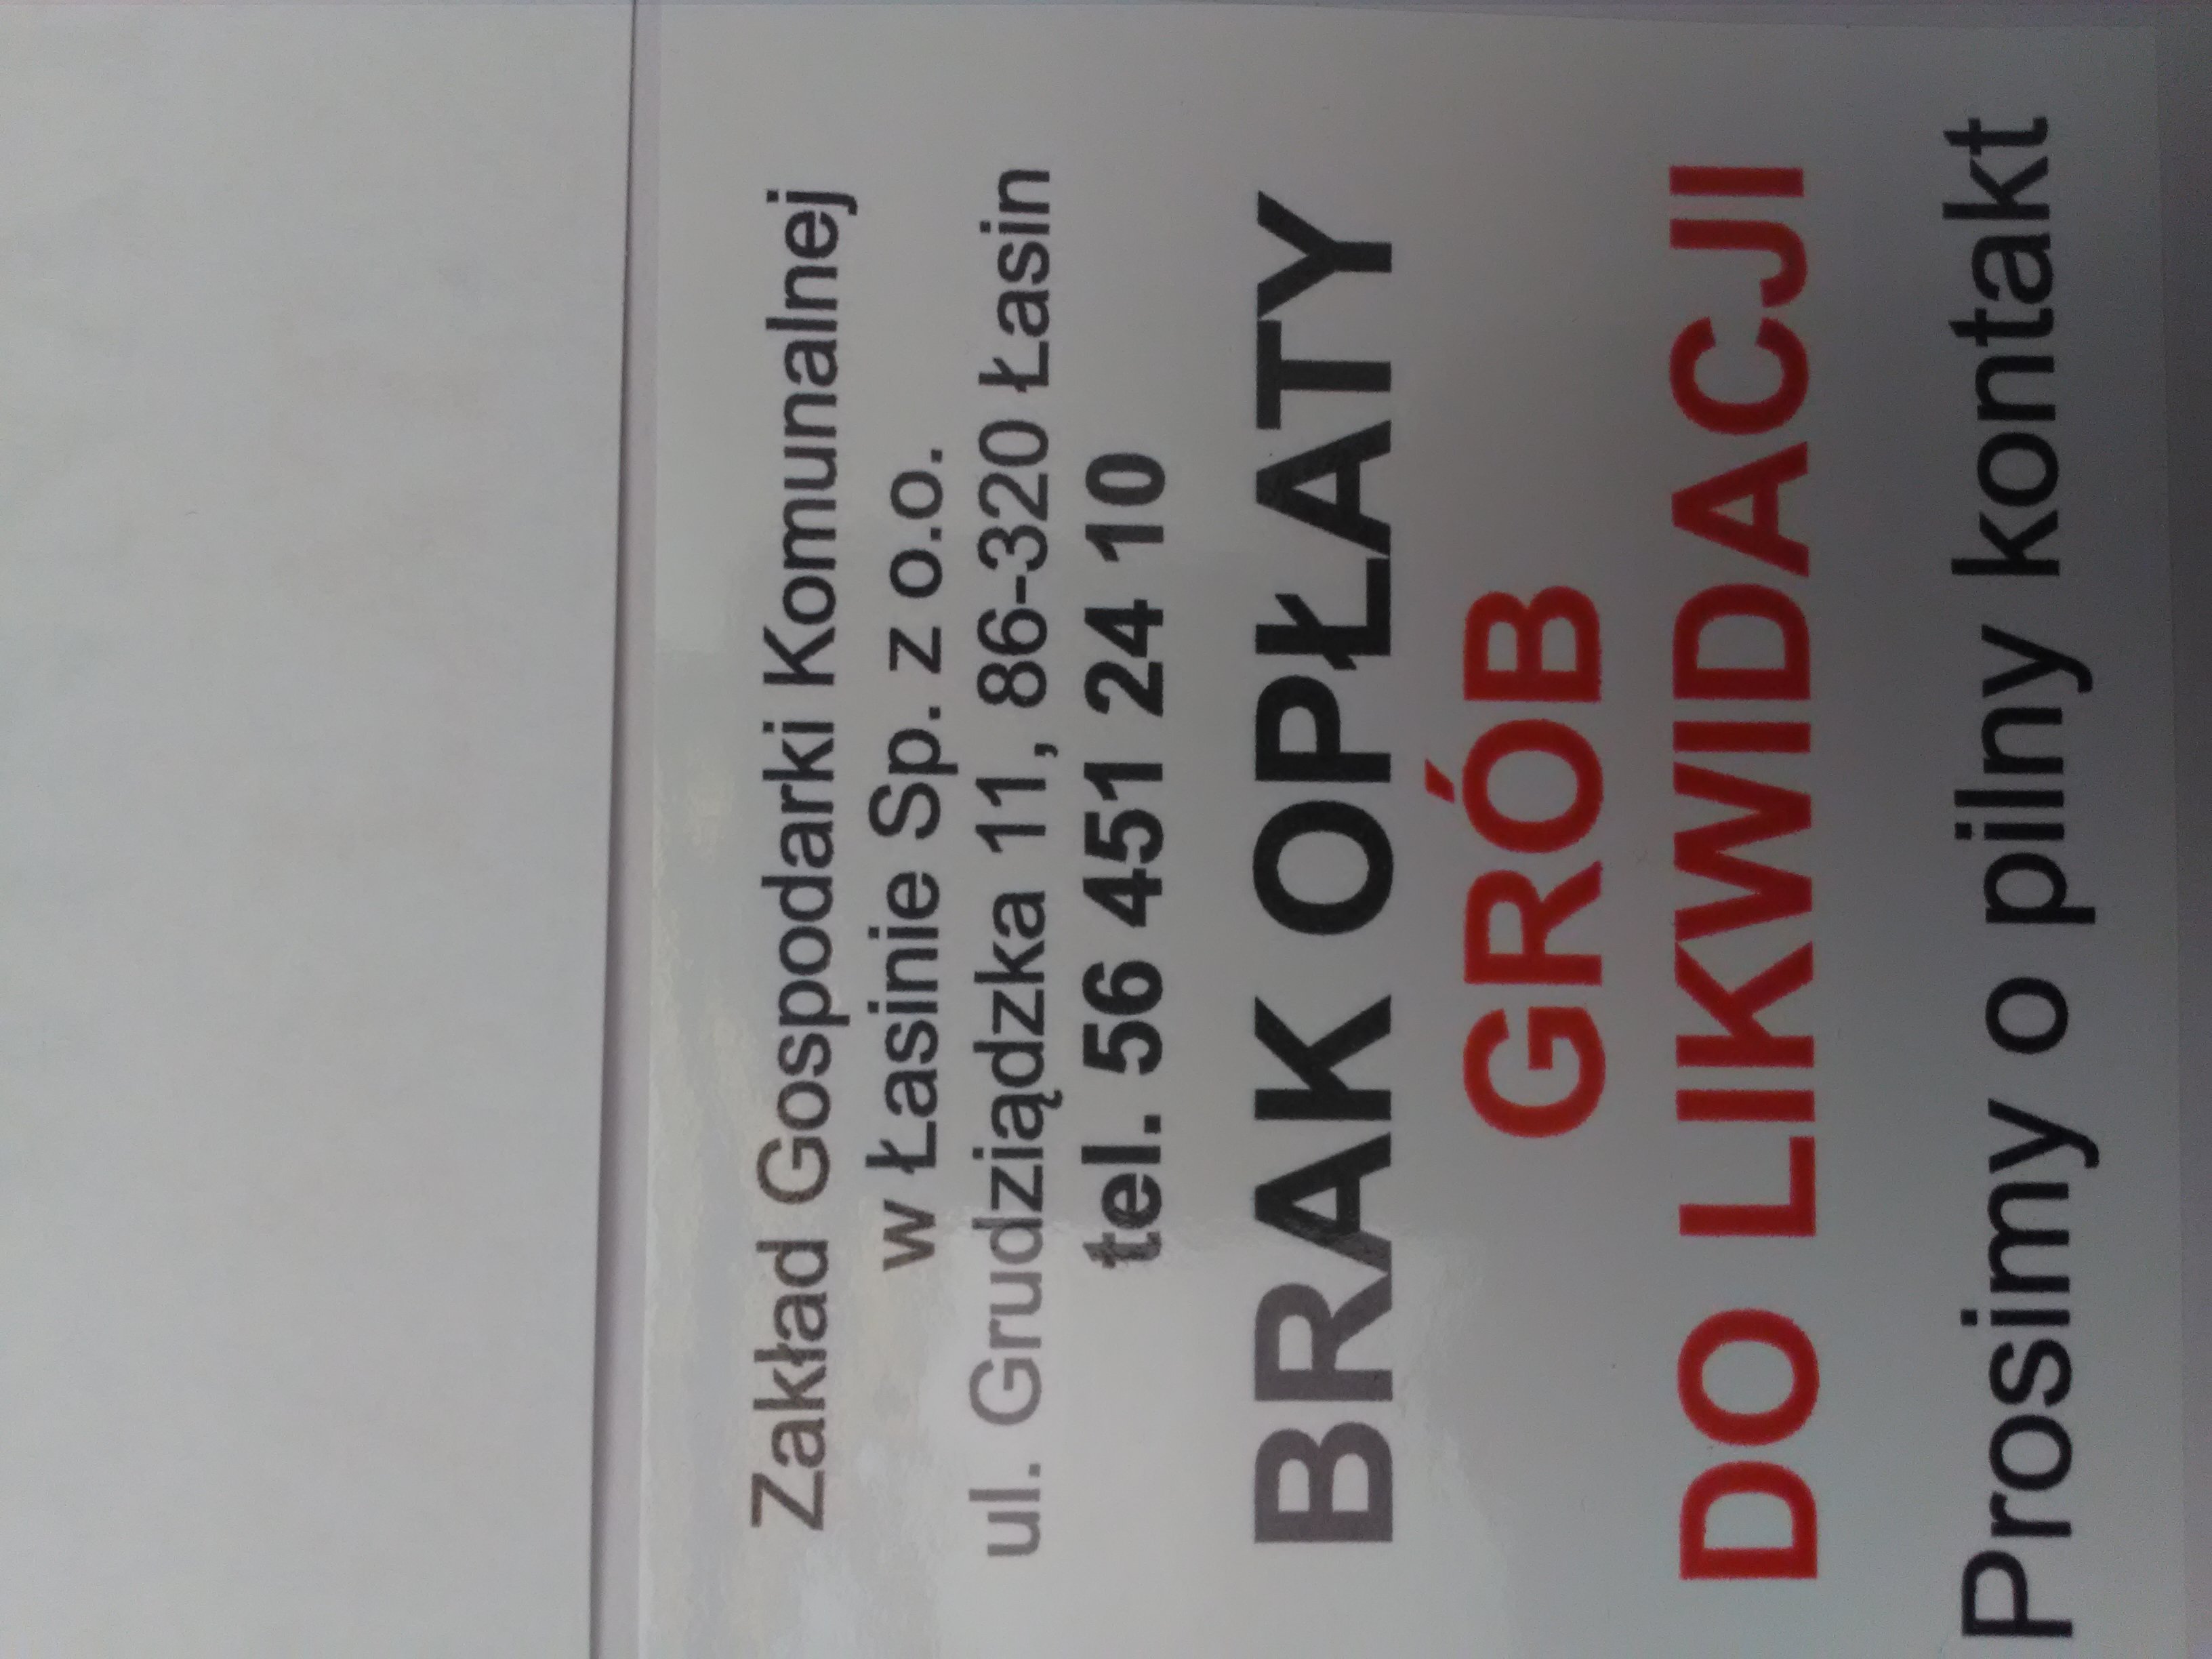 Zakład Gospodarki Komunalnej
w Łasinie Sp. z o.o.
ul. Grudziądzka 11, 86-320 Łasin
tel. 56 451 24 10
BRAK OPŁATY
GRÓB
DO LIKWIDACJI
Prosimy o pilny kontakt